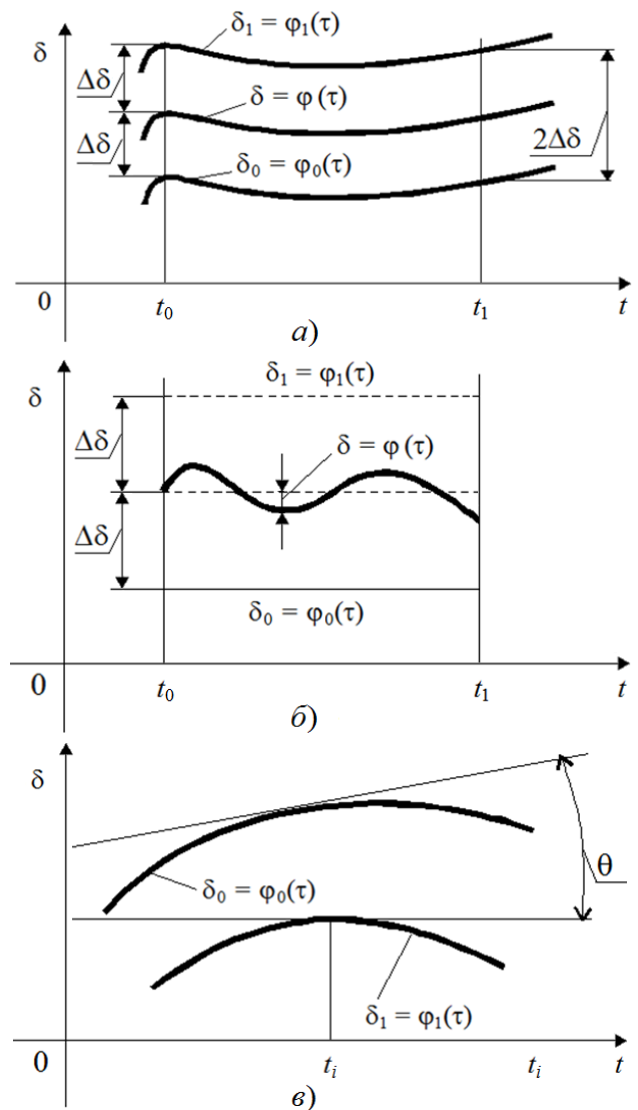 δ
δ₁ = φ₁(τ)
Δδ
δ = φ (τ)
Δδ
2Δδ
δ₀ = φ₀(τ)
0
t₀
t₁
t
а)
δ
δ₁ = φ₁(τ)
Δδ
δ = φ (τ)
Δδ
δ₀ = φ₀(τ)
0
t₀
t₁
t
б)
δ
θ
δ₀ = φ₀(τ)
δ₁ = φ₁(τ)
0
tᵢ
tᵢ
t
в)